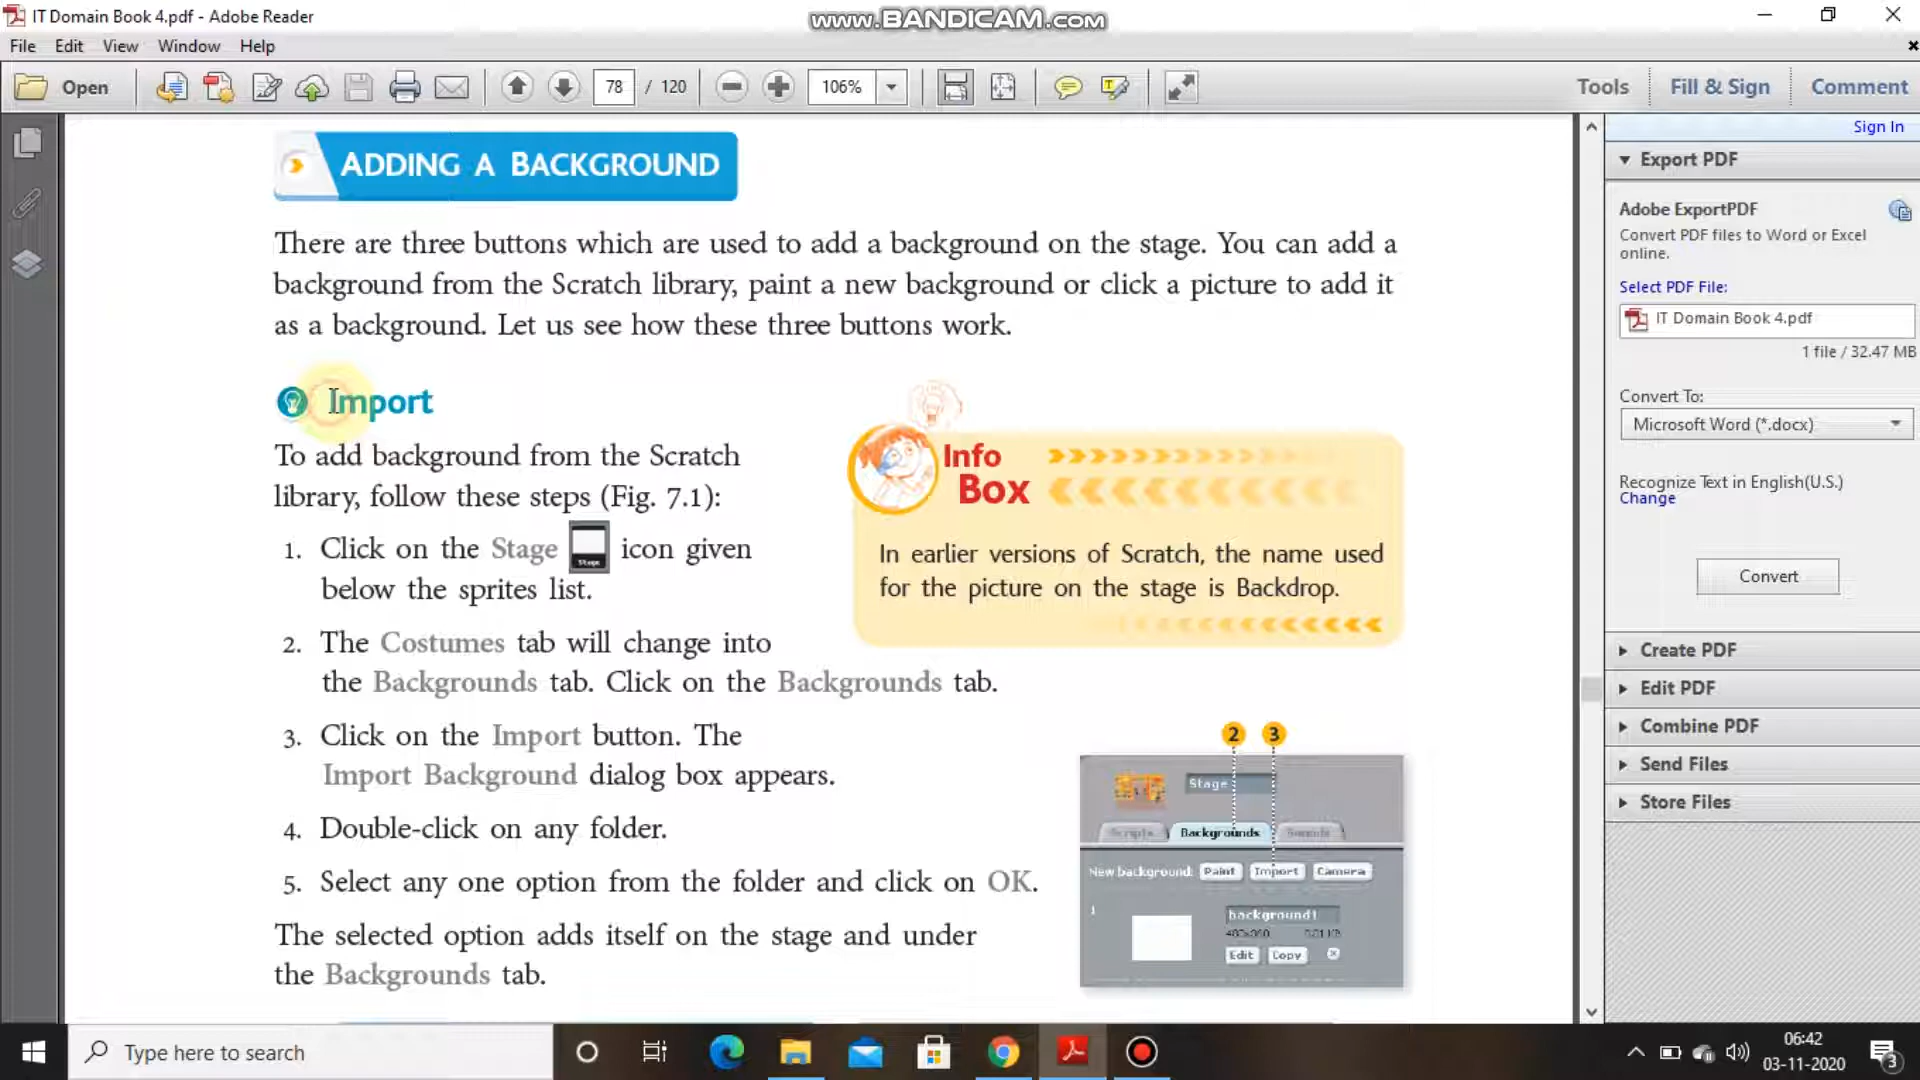 IT Domain Book 4.pdf - Adobe Reader
www.BANDICAM.com
File Edit View Window Help
Open
78 / 120
106%
Tools
Fill & Sign
Comment
ADDING A BACKGROUND
There are three buttons which are used to add a background on the stage. You can add a
background from the Scratch library, paint a new background or click a picture to add it
as a background. Let us see how these three buttons work.
Import
To add background from the Scratch
library, follow these steps (Fig. 7.1):
1. Click on the Stage Stage icon given
below the sprites list.
2. The Costumes tab will change into
the Backgrounds tab. Click on the Backgrounds tab.
3. Click on the Import button. The
Import Background dialog box appears.
4. Double-click on any folder.
5. Select any one option from the folder and click on OK.
The selected option adds itself on the stage and under
the Backgrounds tab.
Info
Box
In earlier versions of Scratch, the name used
for the picture on the stage is Backdrop.
2 3
Stage
Scripts Backgrounds Sounds
New background: Paint Import Camera
1
background1
480x360
Edit Copy
Sign In
Export PDF
Adobe ExportPDF
Convert PDF files to Word or Excel
online.
Select PDF File:
IT Domain Book 4.pdf
1 file / 32.47 MB
Convert To:
Microsoft Word (*.docx)
Recognize Text in English(U.S.)
Change
Convert
Create PDF
Edit PDF
Combine PDF
Send Files
Store Files
Type here to search
06:42
03-11-2020
3